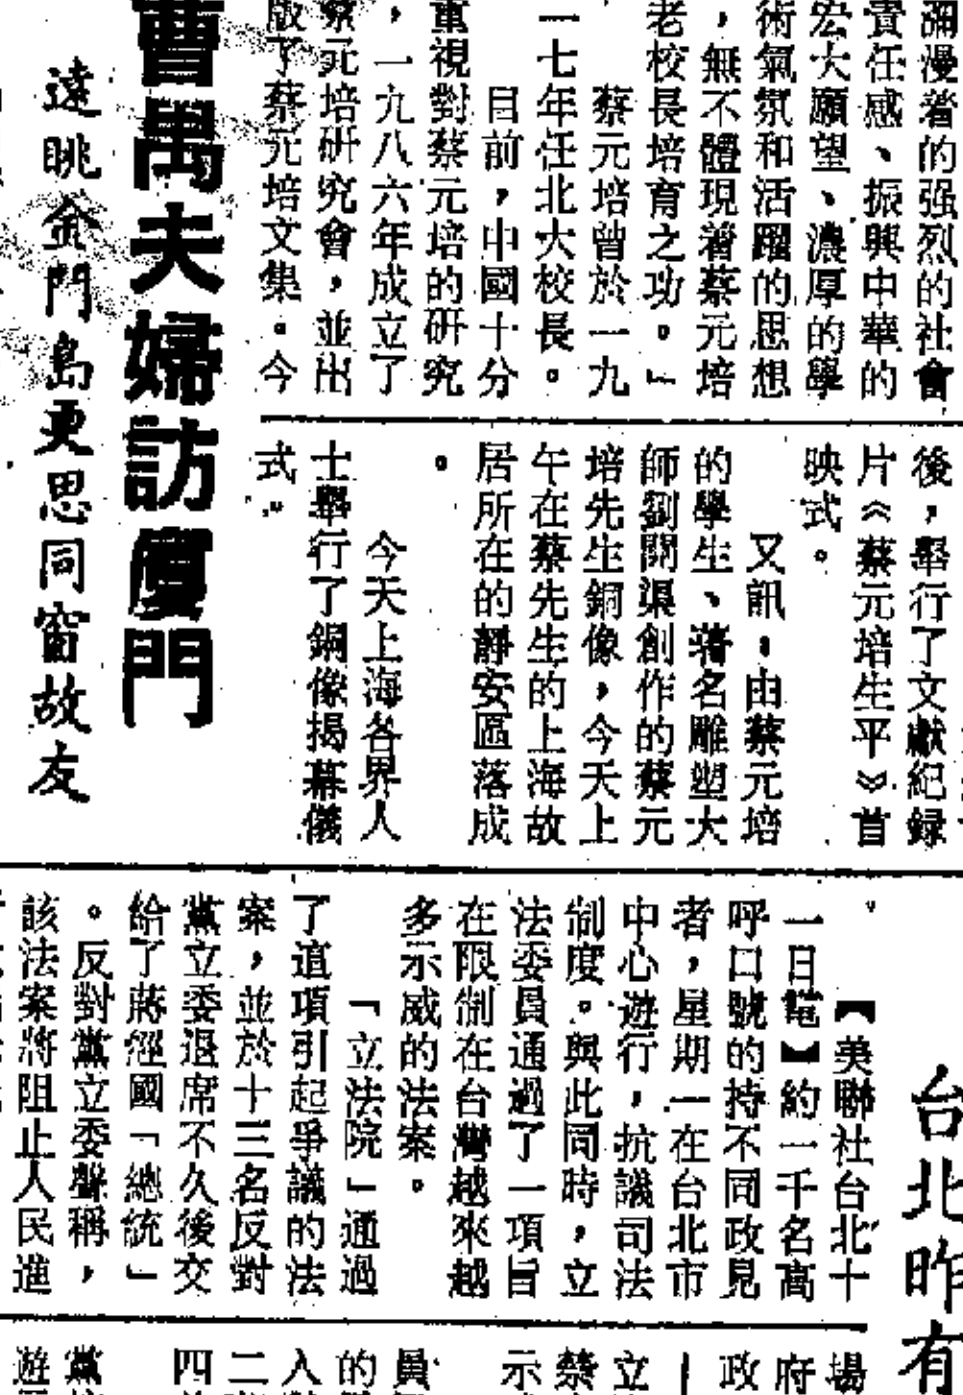 瀰漫着的强烈的社會
責任感、振興中華的
宏大願望、濃厚的學
術氣氛和活躍的思想
，無不體現着蔡元培
老校長培育之功。」
蔡元培曾於一九
一七年任北大校長。
目前，中國十分
重視對蔡元培的研究
，一九八六年成立了
蔡元培研究會，並出
版了蔡元培文集。今
後，舉行了文獻紀録
片《蔡元培生平》首
映式。
又訊：由蔡元培
的學生、著名雕塑大
師劉開渠創作的蔡元
培先生銅像，今天上
午在蔡先生的上海故
居所在的靜安區落成
。
今天上海各界人
士舉行了銅像揭幕儀
式。
曹禺夫婦訪廈門
遠眺金門島更思同窗故友
台北昨有
【美聯社台北十
一日電】約一千名高
呼口號的持不同政見
者，星期一在台北市
中心遊行，抗議司法
制度。與此同時，立
法委員通過了一項旨
在限制在台灣越來越
多示威的法案。
「立法院」通過
了這項引起爭議的法
案，並於十三名反對
黨立委退席不久後交
給了蔣經國「總統」
。反對黨立委聲稱，
該法案將阻止人民進
場
府
政
立
禁
示
員
的
入
二
四
黨
遊